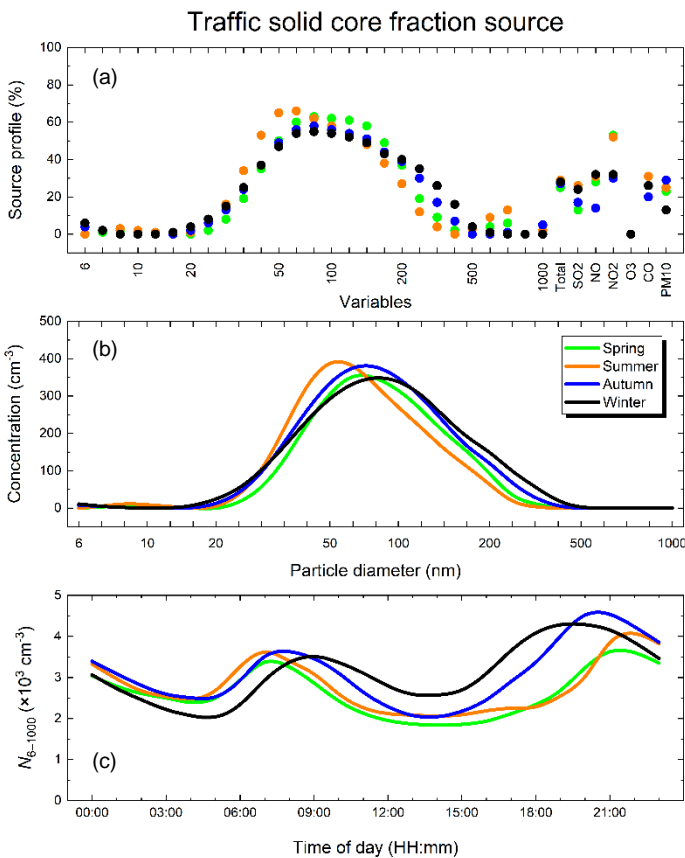 Traffic solid core fraction source
(a)
Source profile (%)
100
80
60
40
20
0
6
10
20
50
100
200
500
1000
Total
SO2
NO
NO2
O3
CO
PM10
Variables
(b)
Concentration (cm⁻³)
500
400
300
200
100
0
Spring
Summer
Autumn
Winter
6
10
20
50
100
200
500
1000
Particle diameter (nm)
N6–1000 (×10³ cm⁻³)
5
4
3
2
1
0
(c)
00:00
03:00
06:00
09:00
12:00
15:00
18:00
21:00
Time of day (HH:mm)